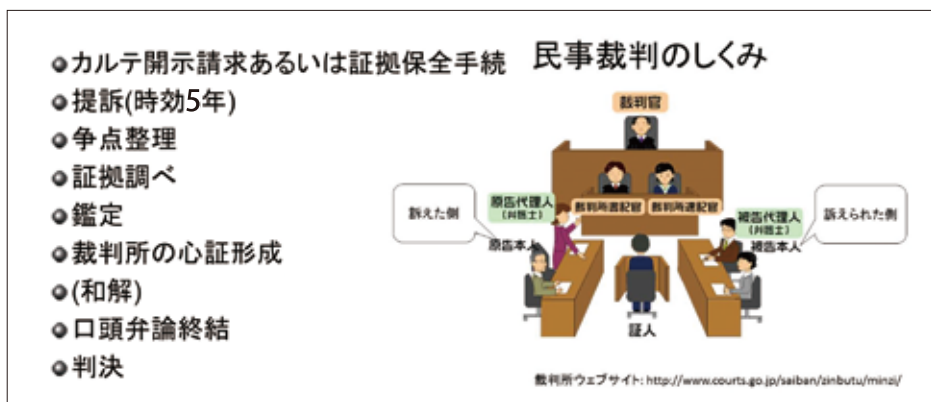 ●カルテ開示請求あるいは証拠保全手続
●提訴(時効5年)
●争点整理
●証拠調べ
●鑑定
●裁判所の心証形成
●(和解)
●口頭弁論終結
●判決
民事裁判のしくみ
裁判官
裁判所書記官
裁判所速記官
訴えた側
原告代理人
(弁護士)
原告本人
被告代理人
(弁護士)
被告本人
訴えられた側
証人
裁判所ウェブサイト: http://www.courts.go.jp/saiban/zinbutu/minzi/